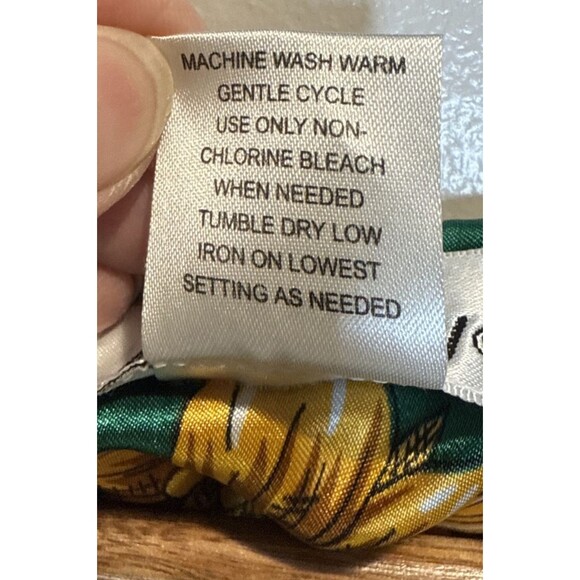 MACHINE WASH WARM
GENTLE CYCLE
USE ONLY NON-
CHLORINE BLEACH
WHEN NEEDED
TUMBLE DRY LOW
IRON ON LOWEST
SETTING AS NEEDED